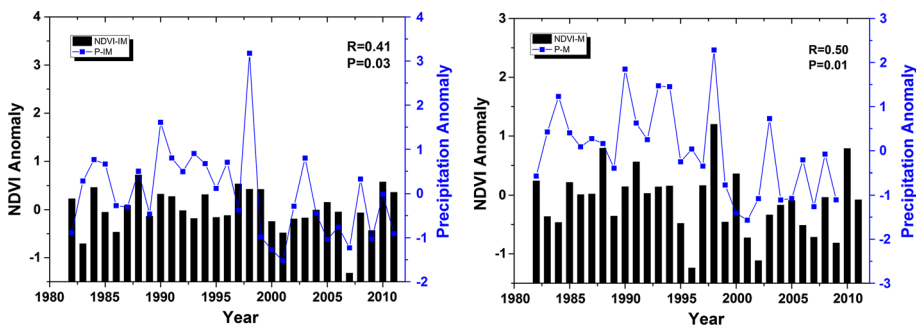 NDVI-IM
P-IM
R=0.41
P=0.03
NDVI Anomaly
4
3
2
1
0
-1
4
3
2
1
0
-1
-2
Precipitation Anomaly
1980
1985
1990
1995
2000
2005
2010
Year
NDVI-M
P-M
R=0.50
P=0.01
NDVI Anomaly
3
2
1
0
-1
3
2
1
0
-1
-2
-3
Precipitation Anomaly
1980
1985
1990
1995
2000
2005
2010
Year